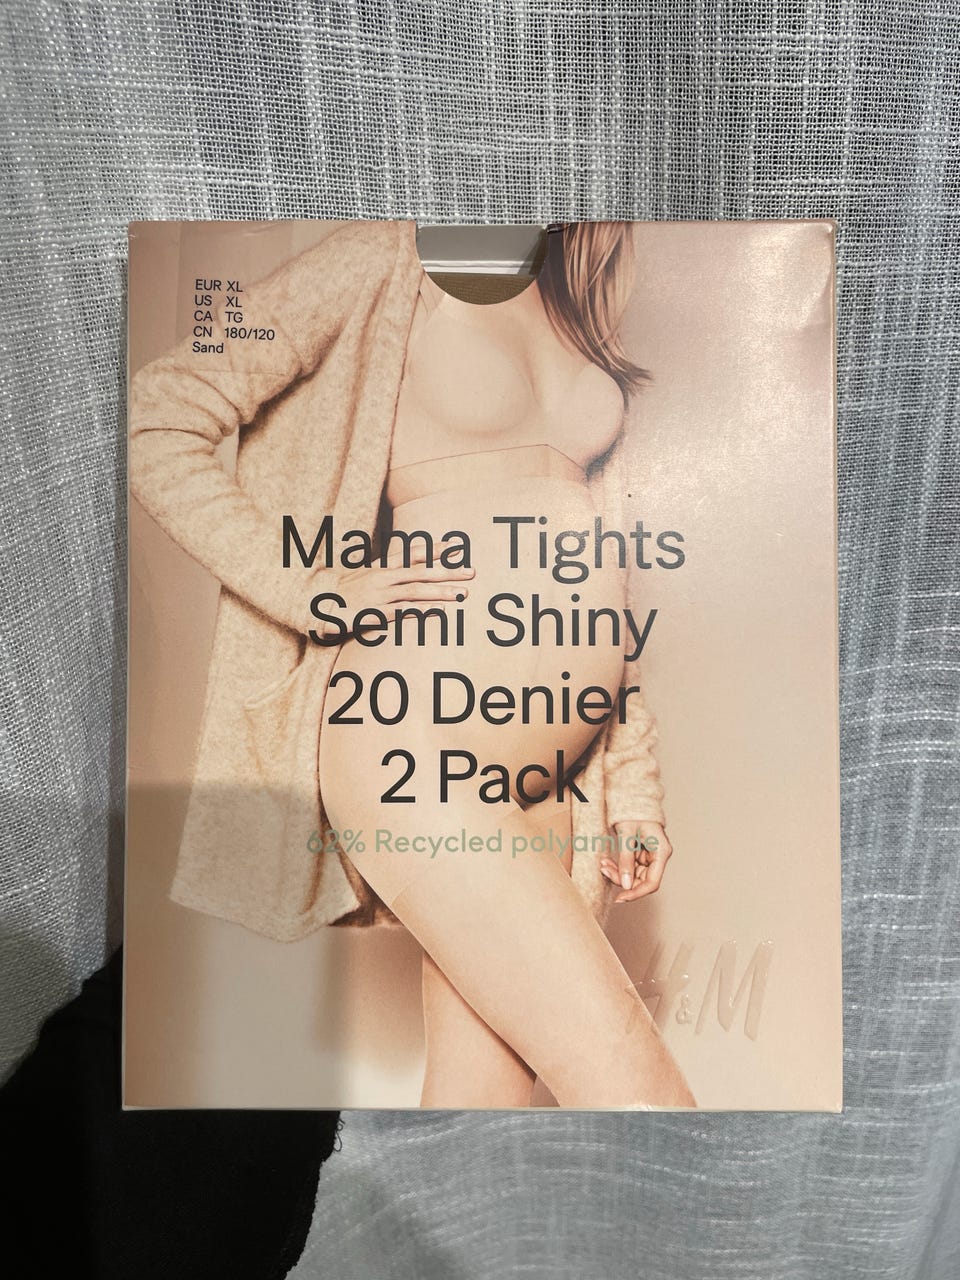 EUR XL
US XL
CA TG
CN 180/120
Sand
Mama Tights
Semi Shiny
20 Denier
2 Pack
62% Recycled polyamide
H&M